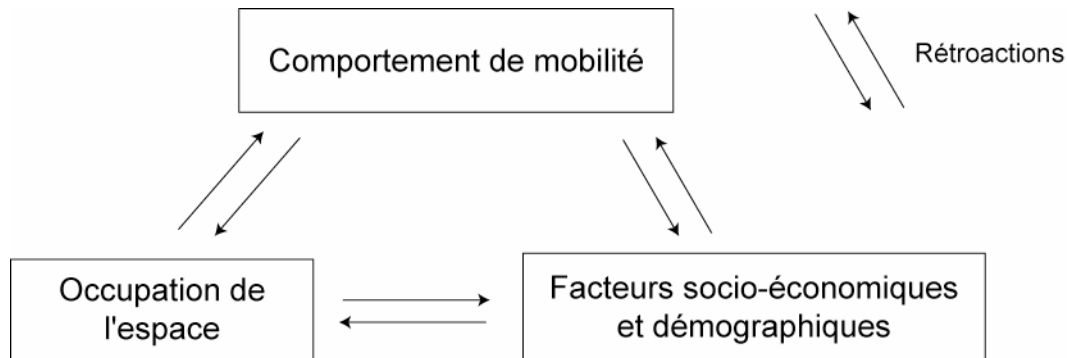 Comportement de mobilité
Rétroactions
Occupation de
l'espace
Facteurs socio-économiques
et démographiques